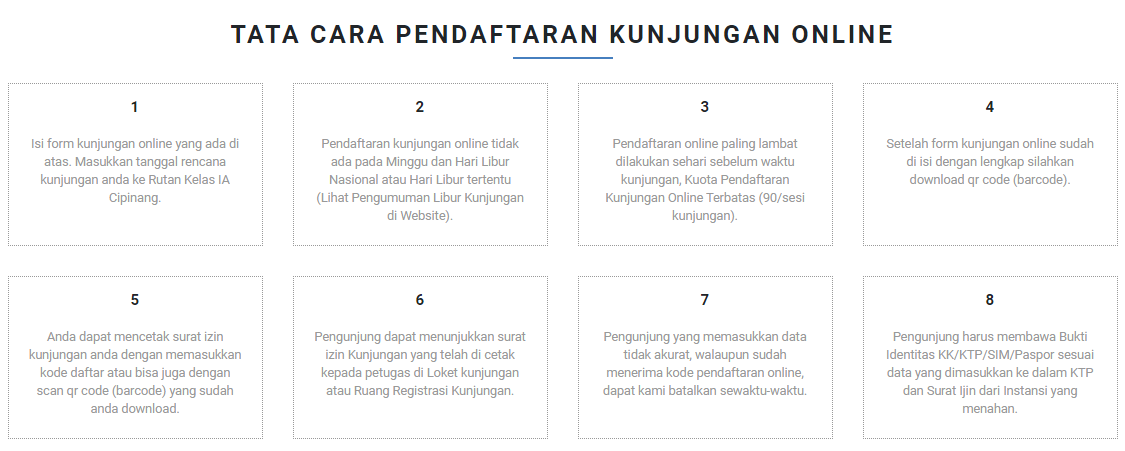 TATA CARA PENDAFTARAN KUNJUNGAN ONLINE
1
Isi form kunjungan online yang ada di
atas. Masukkan tanggal rencana
kunjungan anda ke Rutan Kelas IA
Cipinang.
2
Pendaftaran kunjungan online tidak
ada pada Minggu dan Hari Libur
Nasional atau Hari Libur tertentu
(Lihat Pengumuman Libur Kunjungan
di Website).
3
Pendaftaran online paling lambat
dilakukan sehari sebelum waktu
kunjungan, Kuota Pendaftaran
Kunjungan Online Terbatas (90/sesi
kunjungan).
4
Setelah form kunjungan online sudah
di isi dengan lengkap silahkan
download qr code (barcode).
5
Anda dapat mencetak surat izin
kunjungan anda dengan memasukkan
kode daftar atau bisa juga dengan
scan qr code (barcode) yang sudah
anda download.
6
Pengunjung dapat menunjukkan surat
izin Kunjungan yang telah di cetak
kepada petugas di Loket kunjungan
atau Ruang Registrasi Kunjungan.
7
Pengunjung yang memasukkan data
tidak akurat, walaupun sudah
menerima kode pendaftaran online,
dapat kami batalkan sewaktu-waktu.
8
Pengunjung harus membawa Bukti
Identitas KK/KTP/SIM/Paspor sesuai
data yang dimasukkan ke dalam KTP
dan Surat Ijin dari Instansi yang
menahan.